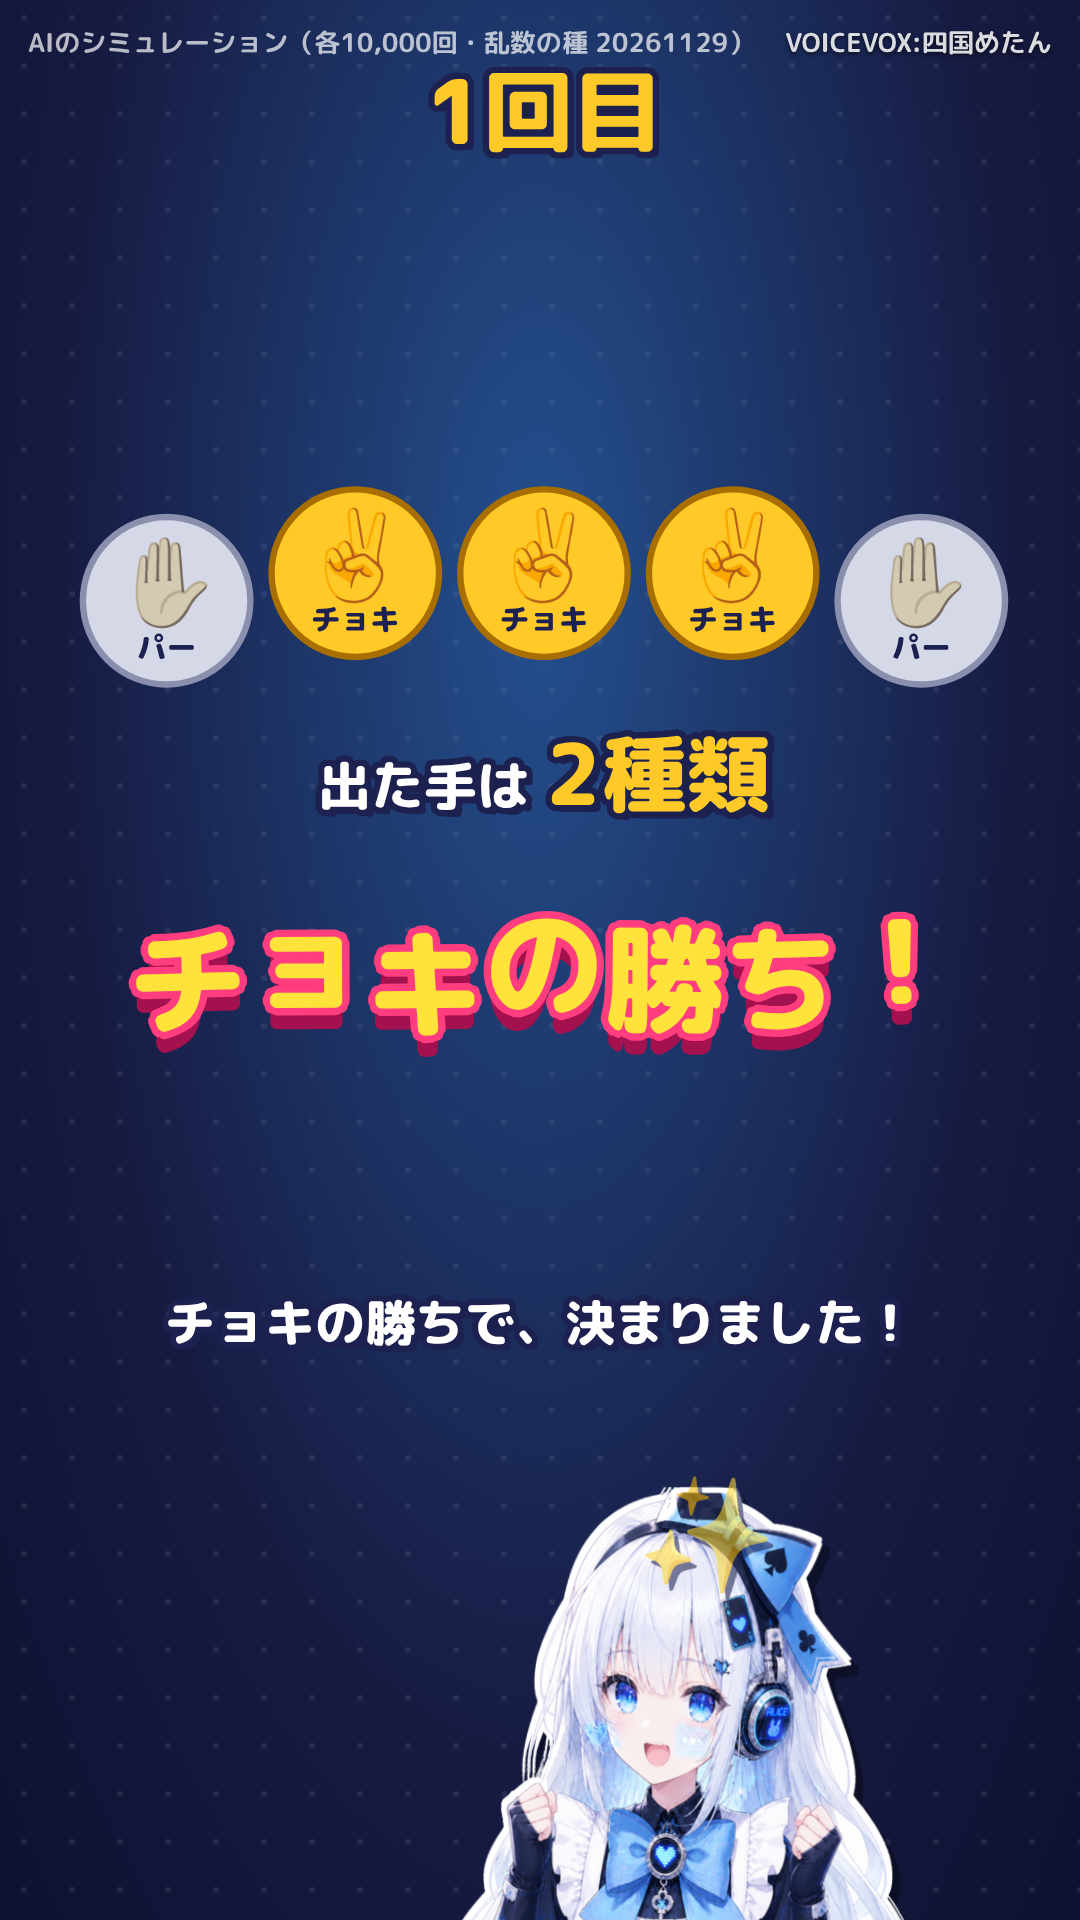 AIのシミュレーション（各10,000回・乱数の種 20261129）
VOICEVOX:四国めたん
1回目
パー チョキ チョキ チョキ パー
出た手は 2種類
チョキの勝ち！
チョキの勝ちで、決まりました！
ALICE